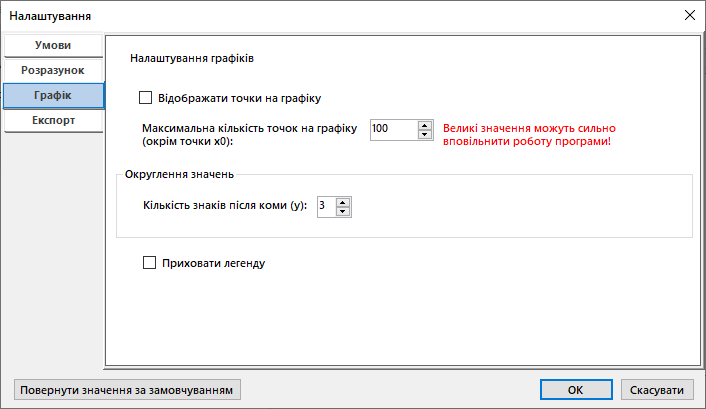 Налаштування
Умови
Розразунок
Графік
Експорт
Налаштування графіків
Відображати точки на графіку
Максимальна кількість точок на графіку
(окрім точки x0):
100
Великі значення можуть сильно
вповільнити роботу програми!
Округлення значень
Кількість знаків після коми (y):
3
Приховати легенду
Повернути значення за замовчуванням
ОК
Скасувати